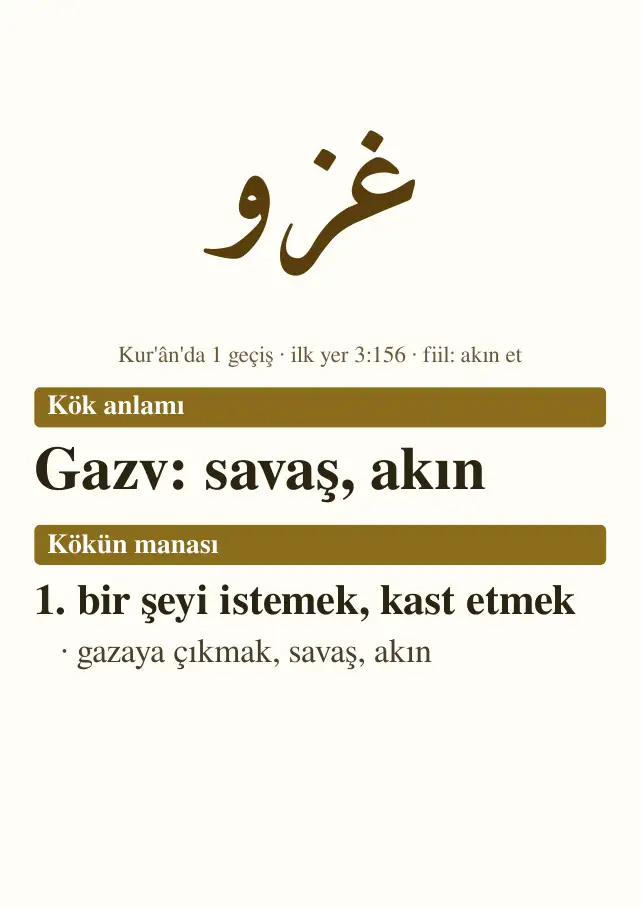 غزو
Kur'ân'da 1 geçiş · ilk yer 3:156 · fiil: akın et
Kök anlamı
Gazv: savaş, akın
Kökün manası
1. bir şeyi istemek, kast etmek
· gazaya çıkmak, savaş, akın